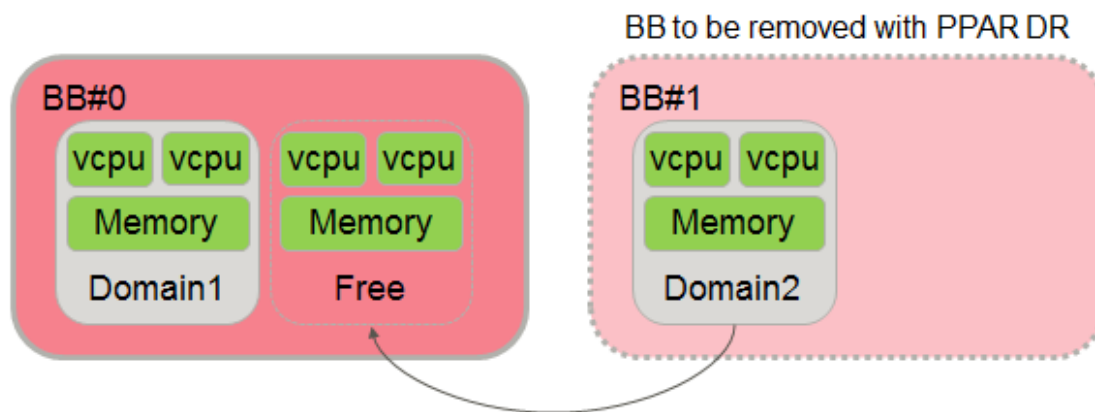 BB to be removed with PPAR DR
BB#0
vcpu vcpu
Memory
Domain1
vcpu vcpu
Memory
Free
BB#1
vcpu vcpu
Memory
Domain2